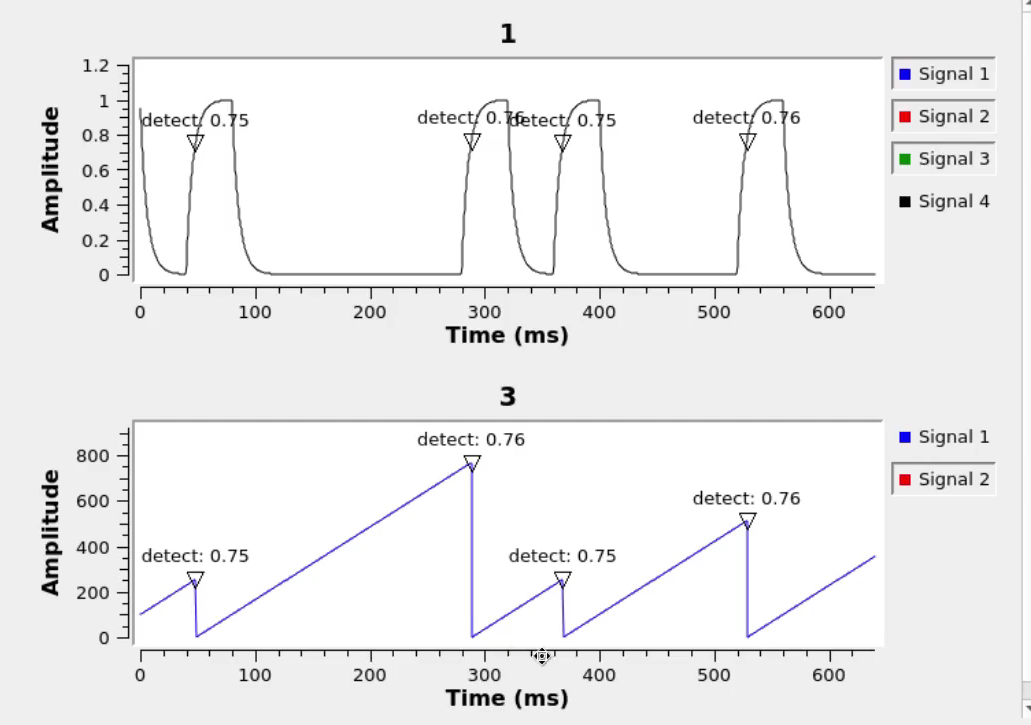 1
1.2
1
0.8
0.6
0.4
0.2
0
Amplitude
detect: 0.75
detect: 0.76
detect: 0.75
detect: 0.76
0 100 200 300 400 500 600
Time (ms)
Signal 1
Signal 2
Signal 3
Signal 4
3
800
600
400
200
0
Amplitude
detect: 0.75
detect: 0.76
detect: 0.75
detect: 0.76
0 100 200 300 400 500 600
Time (ms)
Signal 1
Signal 2